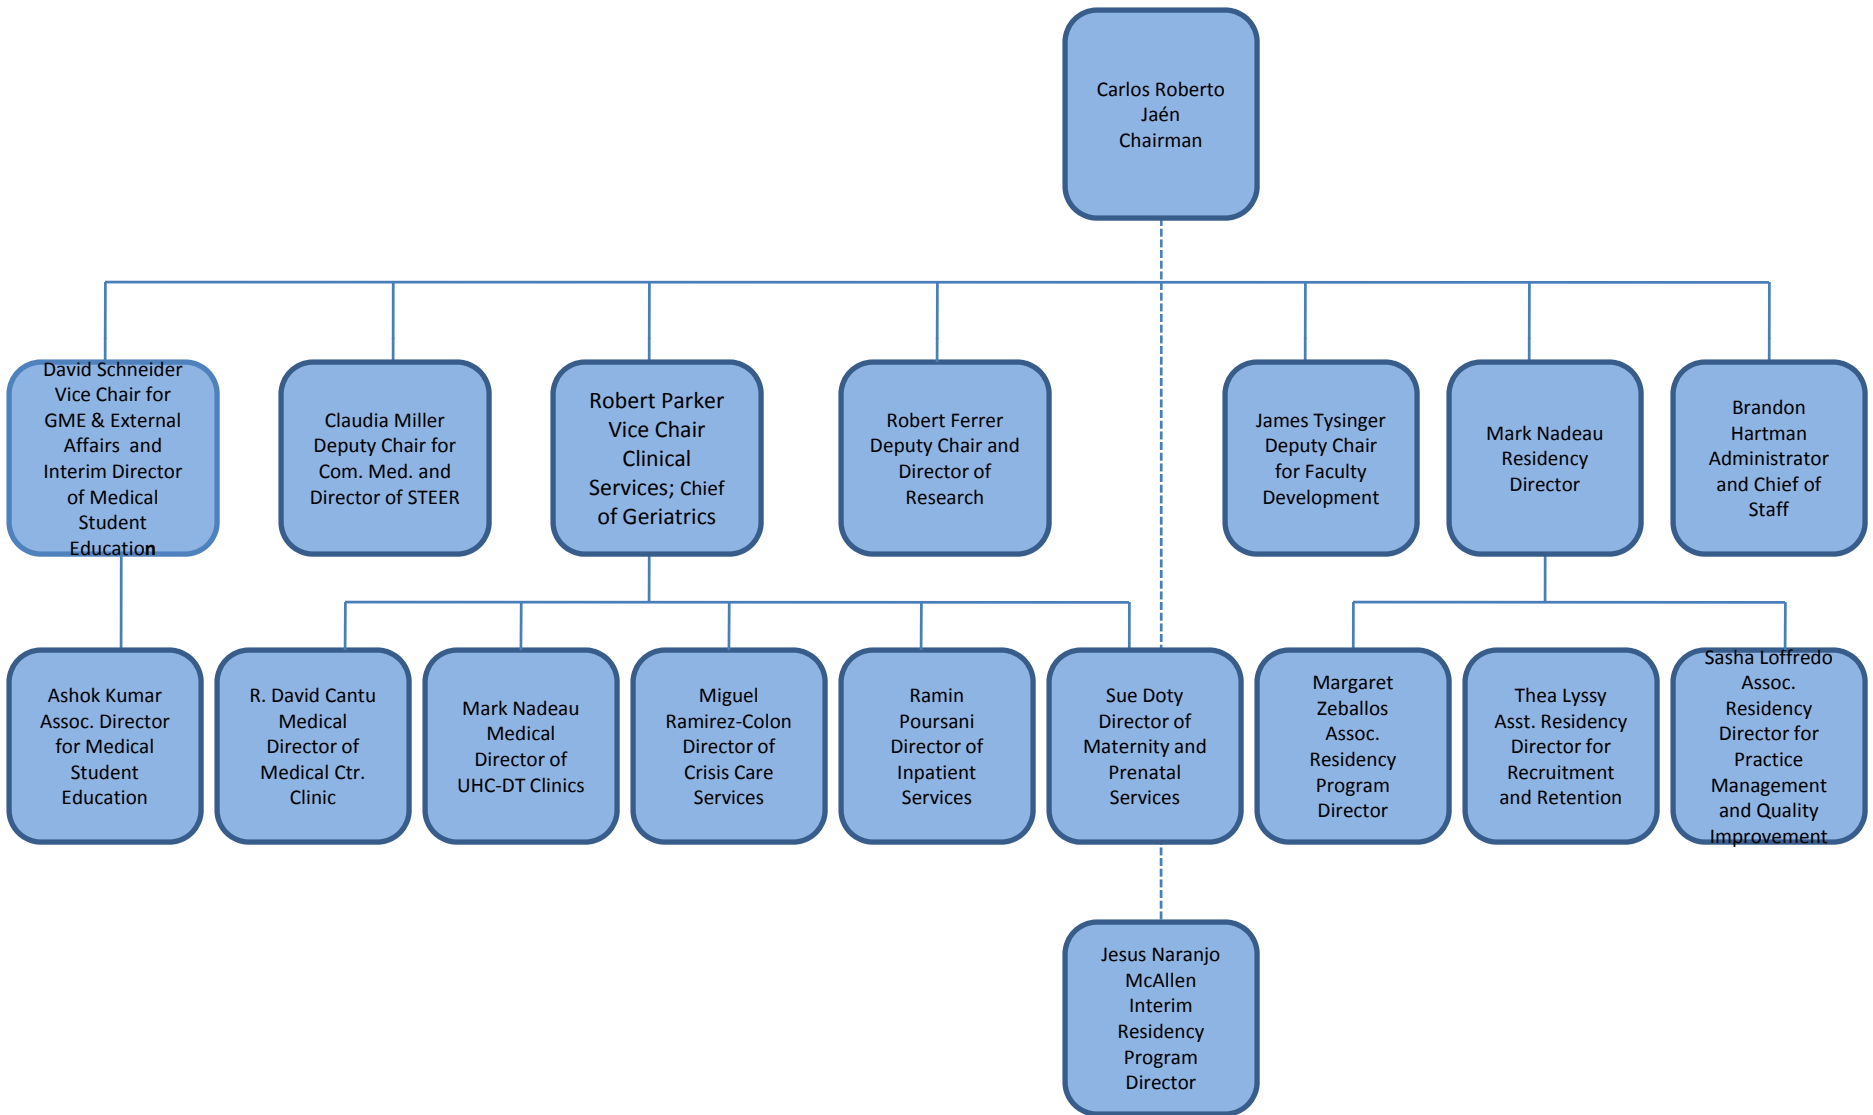 Carlos Roberto
Jaén
Chairman
David Schneider
Vice Chair for
GME & External
Affairs  and
Interim Director
of Medical
Student
Education
Claudia Miller
Deputy Chair for
Com. Med. and
Director of STEER
Robert Parker
Vice Chair
Clinical
Services; Chief
of Geriatrics
Robert Ferrer
Deputy Chair and
Director of
Research
James Tysinger
Deputy Chair
for Faculty
Development
Mark Nadeau
Residency
Director
Brandon
Hartman
Administrator
and Chief of
Staff
Ashok Kumar
Assoc. Director
for Medical
Student
Education
R. David Cantu
Medical
Director of
Medical Ctr.
Clinic
Mark Nadeau
Medical
Director of
UHC-DT Clinics
Miguel
Ramirez-Colon
Director of
Crisis Care
Services
Ramin
Poursani
Director of
Inpatient
Services
Sue Doty
Director of
Maternity and
Prenatal
Services
Margaret
Zeballos
Assoc.
Residency
Program
Director
Thea Lyssy
Asst. Residency
Director for
Recruitment
and Retention
Sasha Loffredo
Assoc.
Residency
Director for
Practice
Management
and Quality
Improvement
Jesus Naranjo
McAllen
Interim
Residency
Program
Director